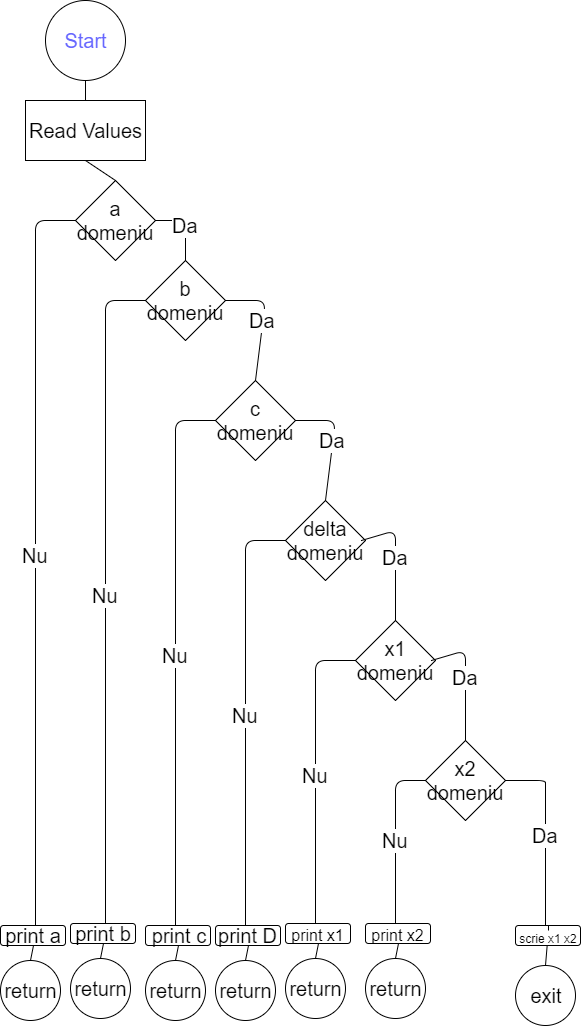 Start
Read Values
a
domeniu
Da
b
domeniu
Da
c
domeniu
Da
delta
domeniu
Nu
Da
Nu
x1
domeniu
Nu
Da
Nu
x2
domeniu
Nu
Da
Nu
print a
print b
print c
print D
print x1
print x2
scrie x1 x2
return
return
return
return
return
return
exit